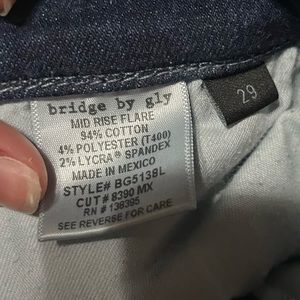 bridge by gly
MID RISE FLARE
94% COTTON
4% POLYESTER (T400)
2% LYCRA® SPANDEX
MADE IN MEXICO
STYLE# BG5138L
CUT# 8390 MX
RN # 138395
SEE REVERSE FOR CARE
29